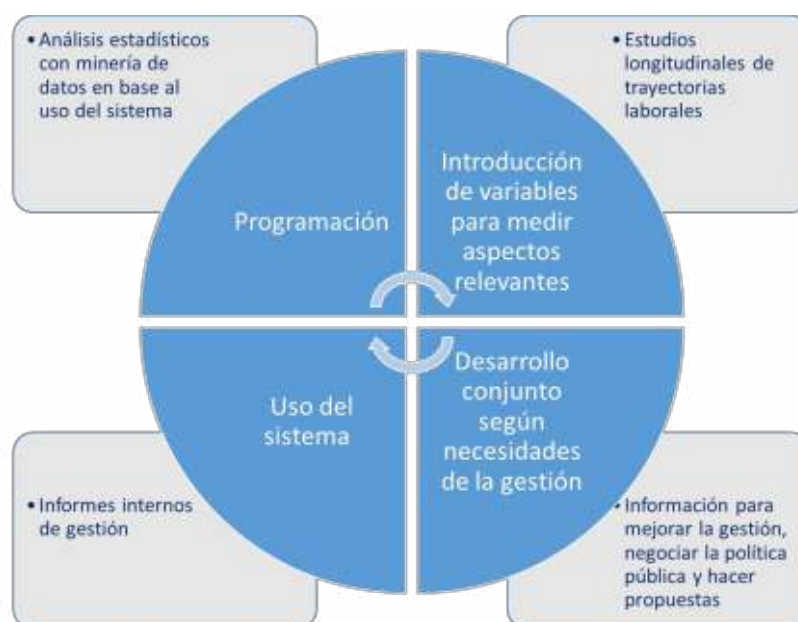 • Análisis estadísticos
con minería de
datos en base al
uso del sistema
• Estudios
longitudinales de
trayectorias
laborales
Programación
Introducción
de variables
para medir
aspectos
relevantes
Uso del
sistema
Desarrollo
conjunto
según
necesidades
de la gestión
• Informes internos
de gestión
• Información para
mejorar la gestión,
negociar la política
pública y hacer
propuestas